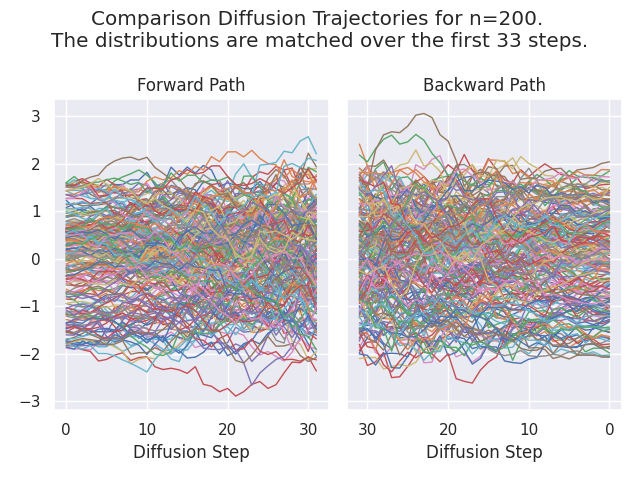 Comparison Diffusion Trajectories for n=200.
The distributions are matched over the first 33 steps.
Forward Path
Backward Path
3
2
1
0
−1
−2
−3
0 10 20 30
30 20 10 0
Diffusion Step
Diffusion Step